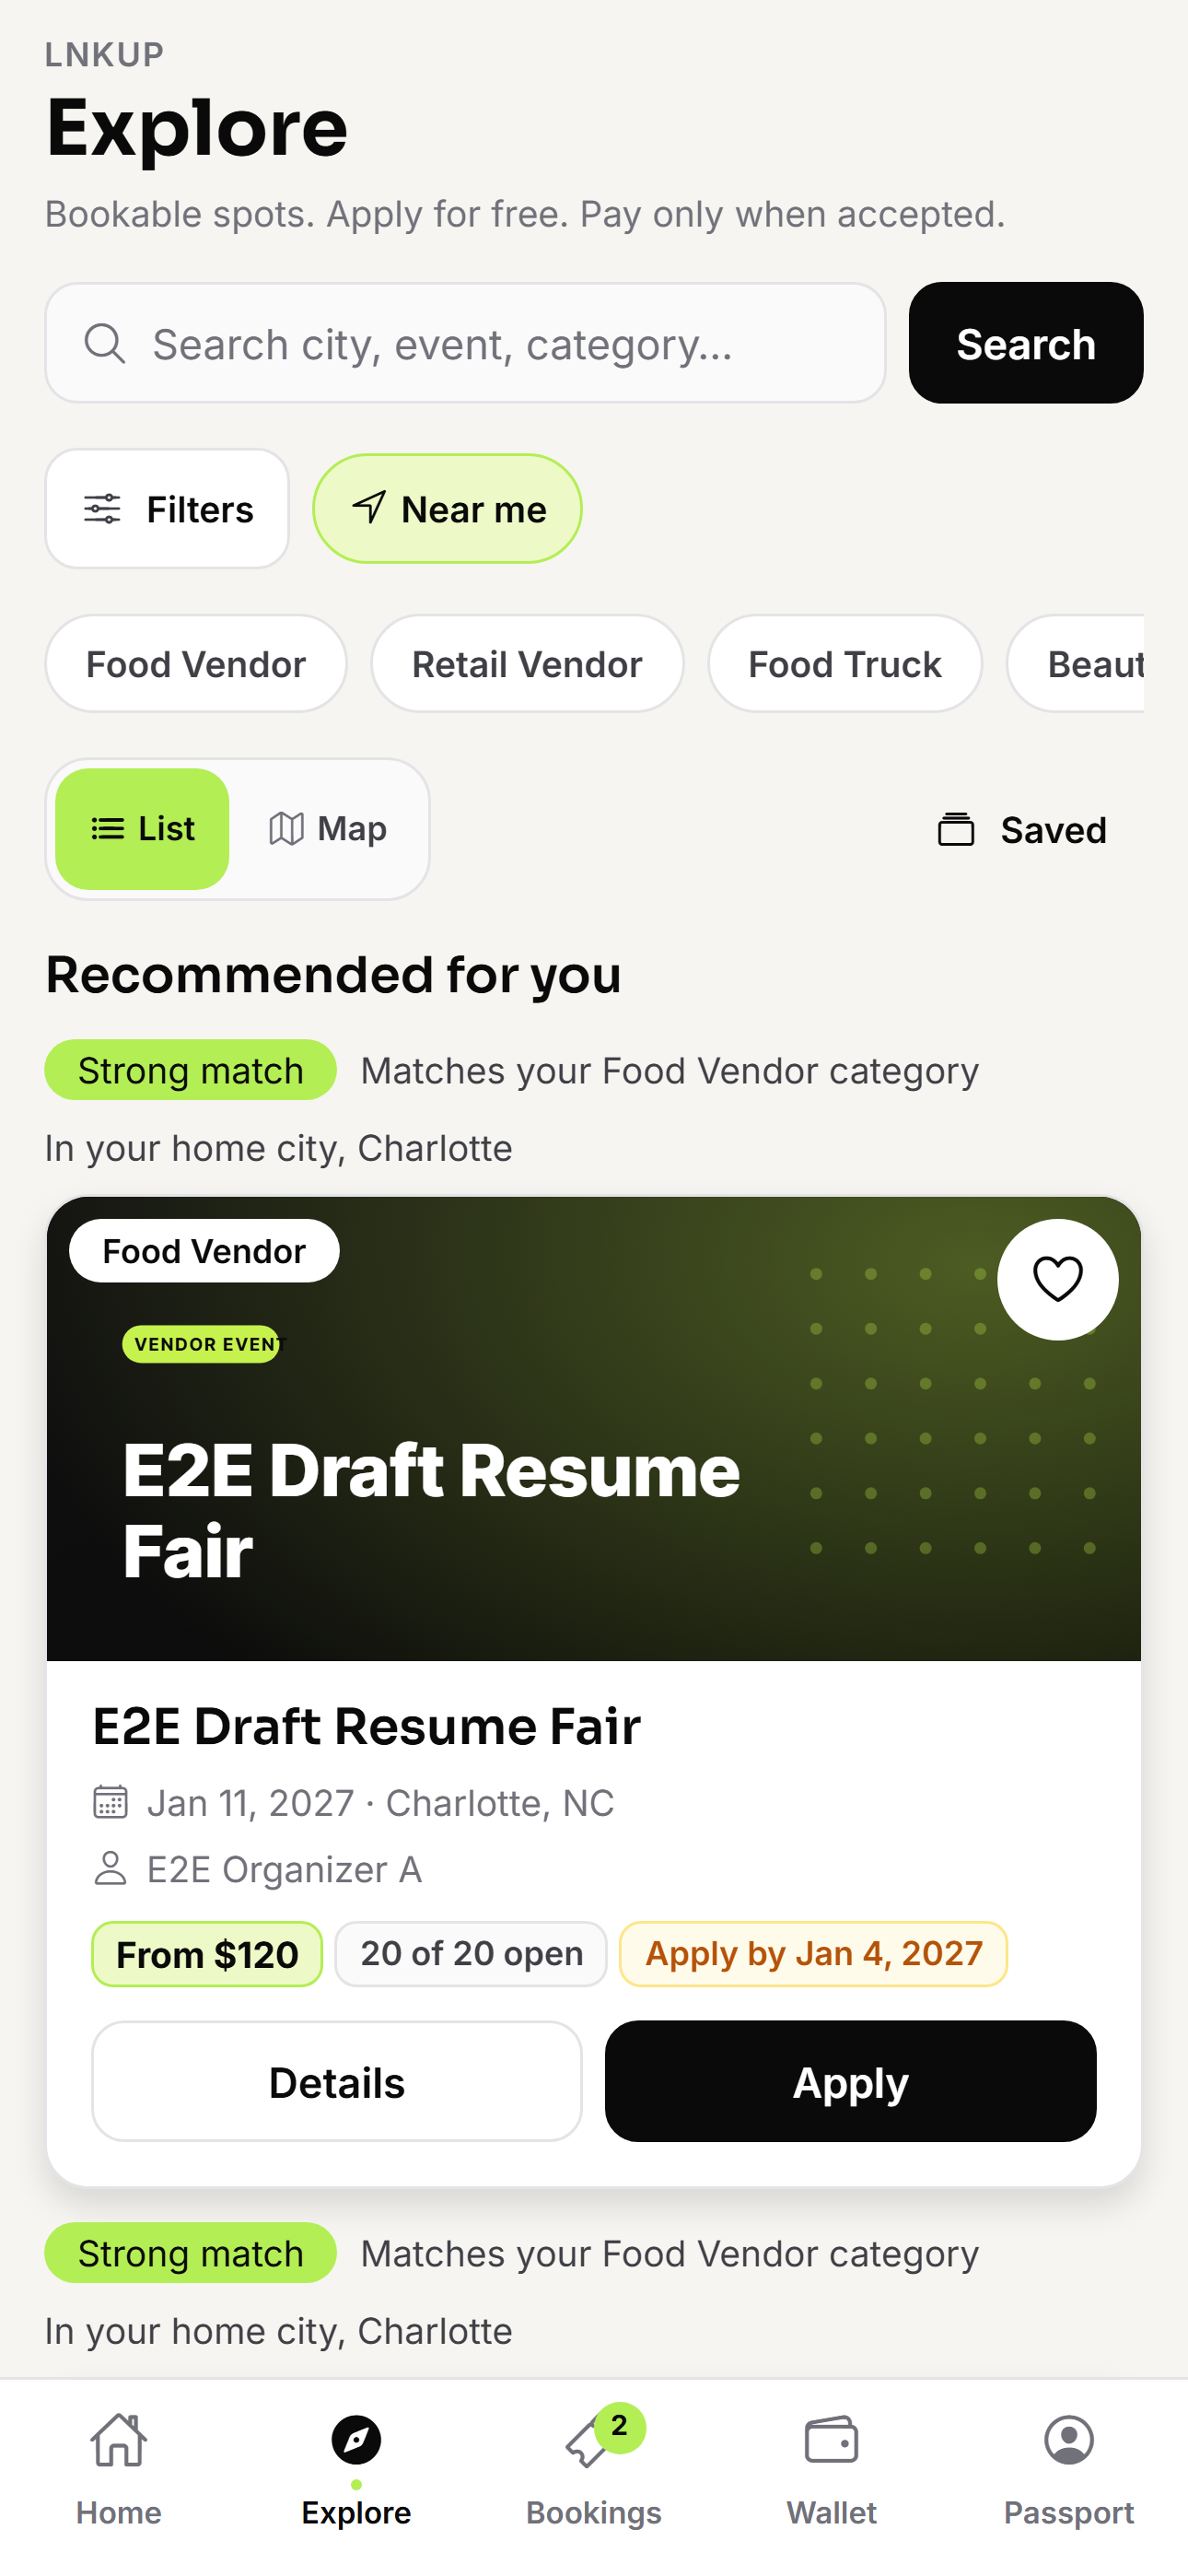 LNKUP
Explore
Bookable spots. Apply for free. Pay only when accepted.
Search city, event, category...
Search
Filters
Near me
Food Vendor
Retail Vendor
Food Truck
Beaut
List
Map
Saved
Recommended for you
Strong match
Matches your Food Vendor category
In your home city, Charlotte
Food Vendor
VENDOR EVENT
E2E Draft Resume
Fair
E2E Draft Resume Fair
Jan 11, 2027 · Charlotte, NC
E2E Organizer A
From $120
20 of 20 open
Apply by Jan 4, 2027
Details
Apply
Strong match
Matches your Food Vendor category
In your home city, Charlotte
2
Home
Explore
Bookings
Wallet
Passport